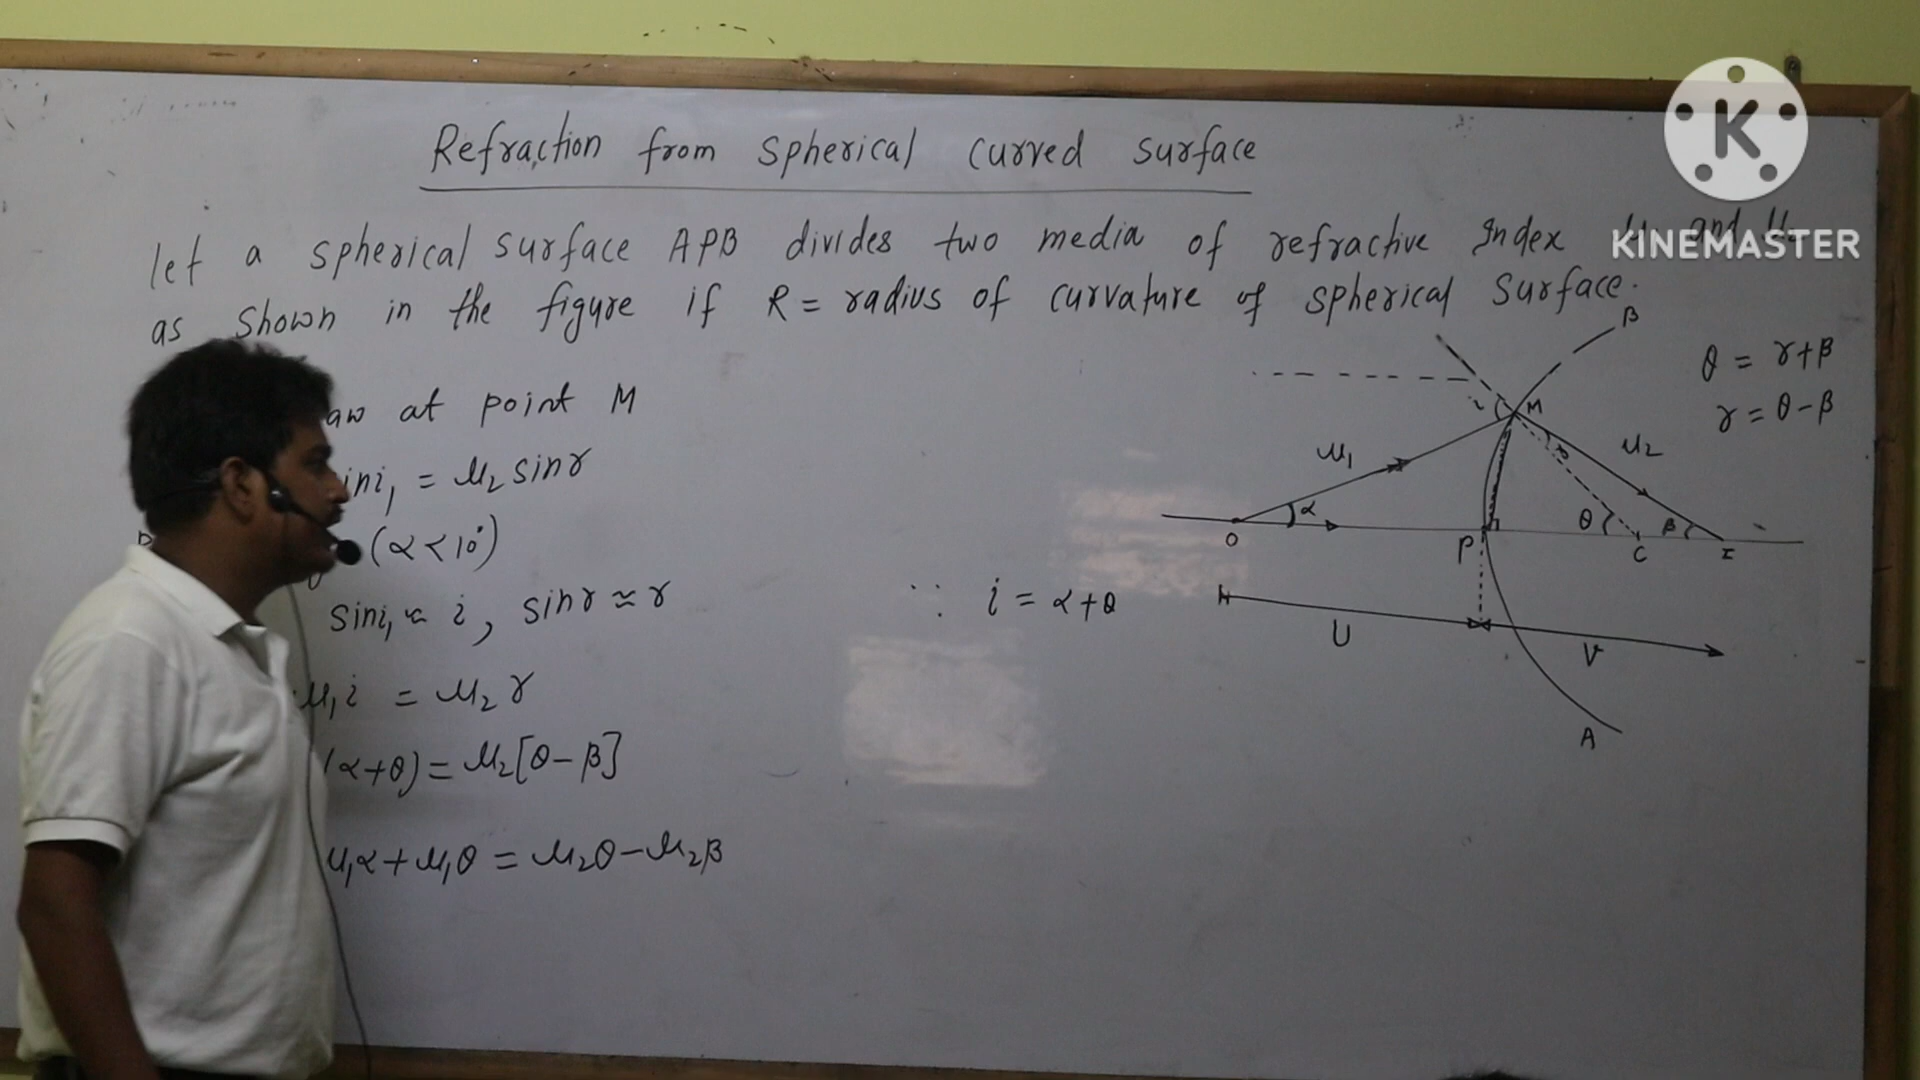 Refraction from spherical curved surface
let a spherical surface APB divides two media of refractive Index
as shown in the figure if R = radius of curvature of spherical surface.
K
KINEMASTER
at point M
= μ₂ sinr
(α < 10°)
sini, ≈ i, sinr ≈ r
μ₁i = μ₂ r
(α+θ) = μ₂[θ-β]
μ₁α + μ₁θ = μ₂θ - μ₂β
∵ i = α+θ
θ = r+β
r = θ-β
B
i M
μ₁ r μ₂
α θ β
O P C I
U V
A